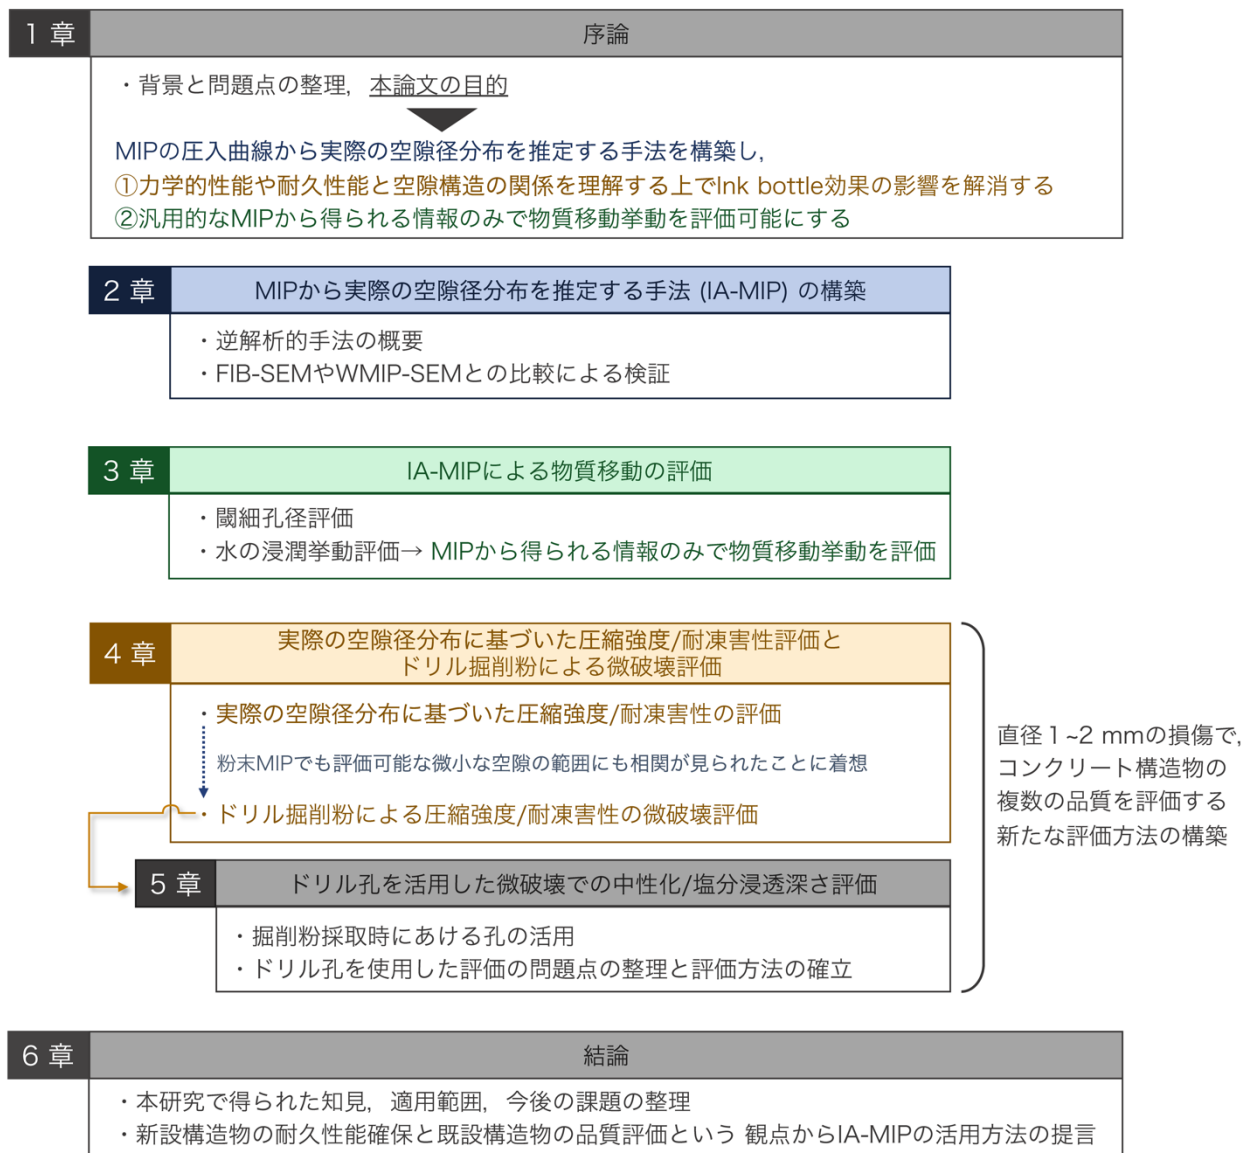 1 章
序論
・背景と問題点の整理,本論文の目的
MIPの圧入曲線から実際の空隙径分布を推定する手法を構築し,
①力学的性能や耐久性能と空隙構造の関係を理解する上でInk bottle効果の影響を解消する
②汎用的なMIPから得られる情報のみで物質移動挙動を評価可能にする
2 章
MIPから実際の空隙径分布を推定する手法 (IA-MIP) の構築
・逆解析的手法の概要
・FIB-SEMやWMIP-SEMとの比較による検証
3 章
IA-MIPによる物質移動の評価
・閾細孔径評価
・水の浸潤挙動評価→ MIPから得られる情報のみで物質移動挙動を評価
4 章
実際の空隙径分布に基づいた圧縮強度/耐凍害性評価と
ドリル掘削粉による微破壊評価
・実際の空隙径分布に基づいた圧縮強度/耐凍害性の評価
粉末MIPでも評価可能な微小な空隙の範囲にも相関が見られたことに着想
・ドリル掘削粉による圧縮強度/耐凍害性の微破壊評価
5 章
ドリル孔を活用した微破壊での中性化/塩分浸透深さ評価
・掘削粉採取時にあける孔の活用
・ドリル孔を使用した評価の問題点の整理と評価方法の確立
直径1~2 mmの損傷で,
コンクリート構造物の
複数の品質を評価する
新たな評価方法の構築
6 章
結論
・本研究で得られた知見,適用範囲,今後の課題の整理
・新設構造物の耐久性能確保と既設構造物の品質評価という 観点からIA-MIPの活用方法の提言